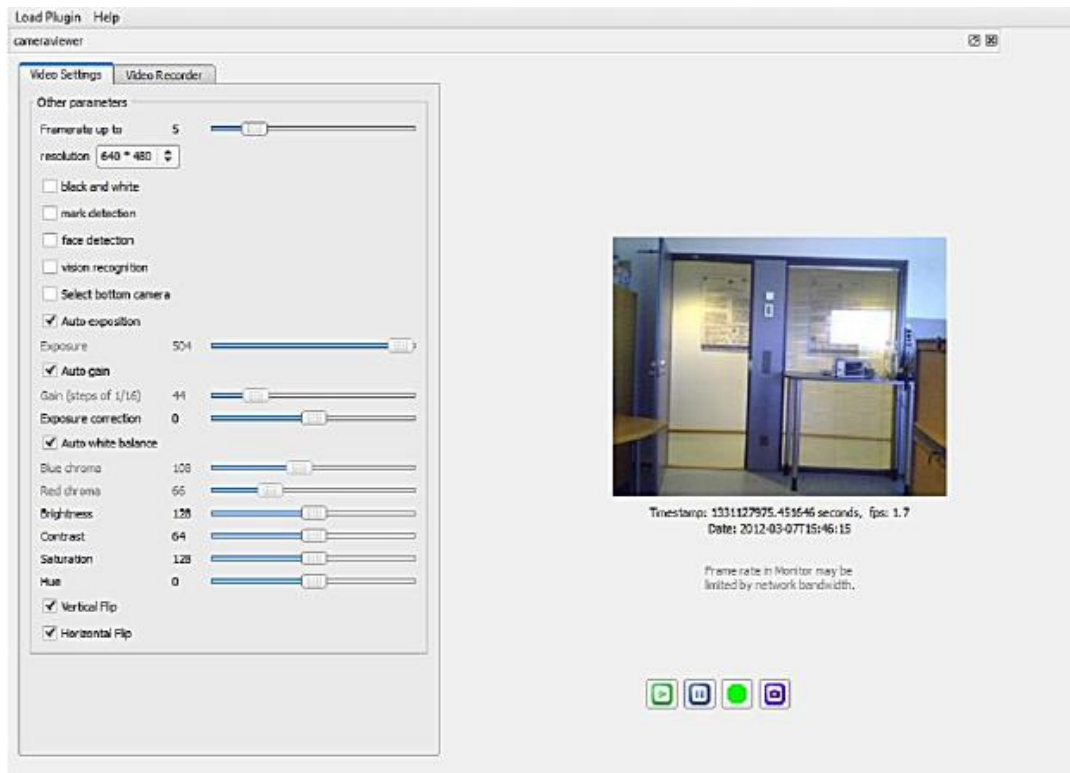 Load Plugin Help
cameraviewer
Video Settings Video Recorder
Other parameters
Framerate up to 5
resolution 640 * 480
black and white
mark detection
face detection
vision recognition
Select bottom camera
Auto exposition
Exposure 504
Auto gain
Gain (steps of 1/16) 44
Exposure correction 0
Auto white balance
Blue chroma 108
Red chroma 66
Brightness 128
Contrast 64
Saturation 128
Hue 0
Vertical Flip
Horizontal Flip
Timestamp: 1331127975.451646 seconds, fps: 1.7
Date: 2012-03-07T15:46:15
Frame rate in Monitor may be
limited by network bandwidth.